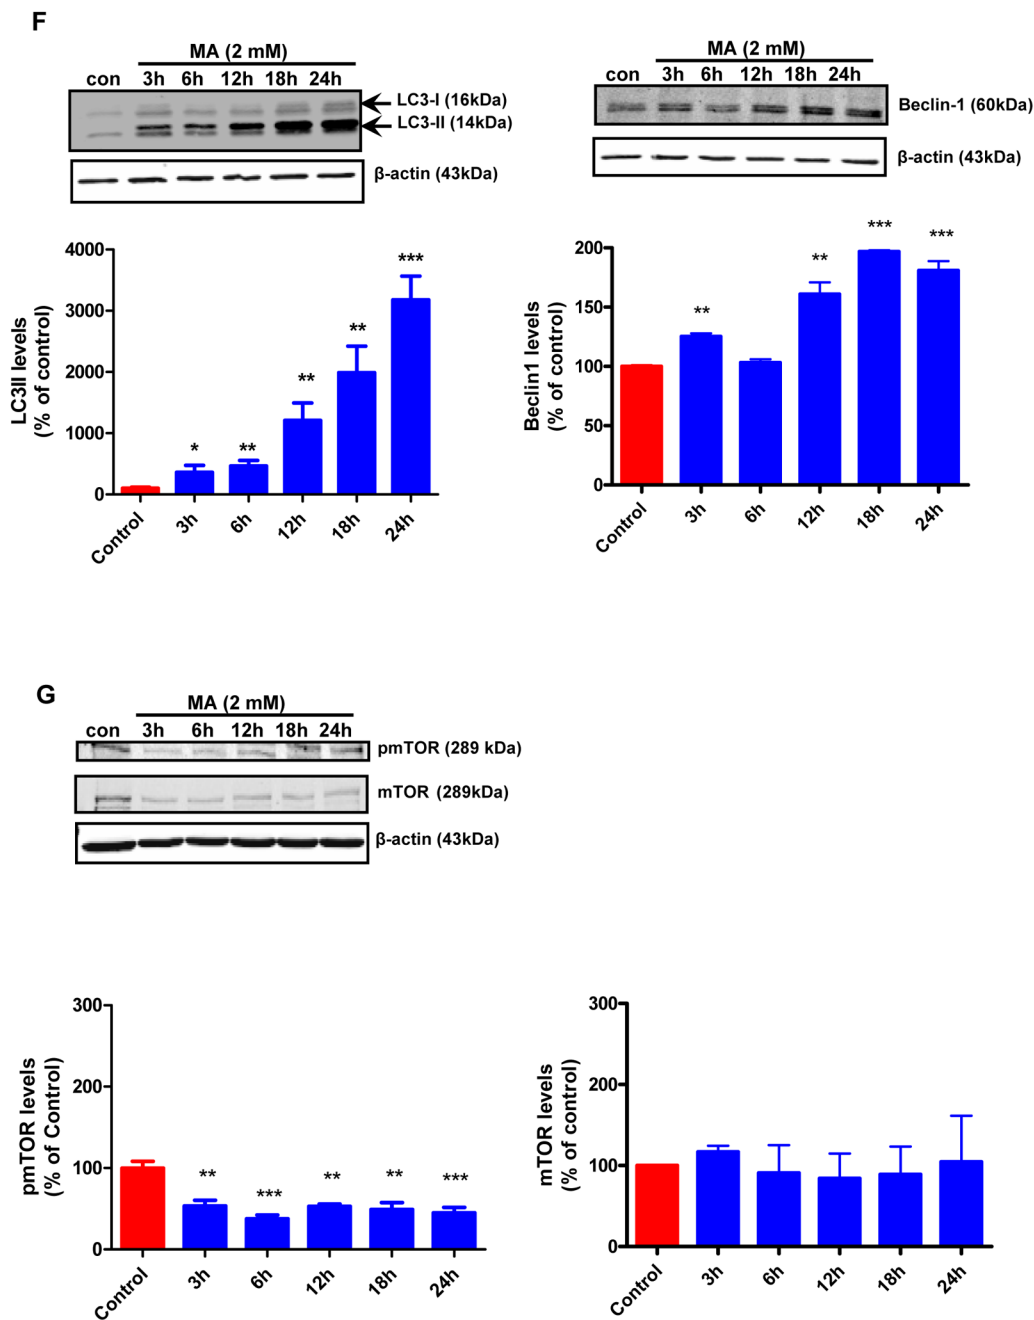 F
MA (2 mM)
con 3h 6h 12h 18h 24h
LC3-I (16kDa)
LC3-II (14kDa)
β-actin (43kDa)
MA (2 mM)
con 3h 6h 12h 18h 24h
Beclin-1 (60kDa)
β-actin (43kDa)
LC3II levels
(% of control)
4000
3000
2000
1000
0
* ** ** ** ***
Control 3h 6h 12h 18h 24h
Beclin1 levels
(% of control)
200
150
100
50
0
** ** *** ***
Control 3h 6h 12h 18h 24h
G
MA (2 mM)
con 3h 6h 12h 18h 24h
pmTOR (289 kDa)
mTOR (289kDa)
β-actin (43kDa)
pmTOR levels
(% of Control)
300
200
100
0
** *** ** ** ***
Control 3h 6h 12h 18h 24h
mTOR levels
(% of control)
300
200
100
0
Control 3h 6h 12h 18h 24h